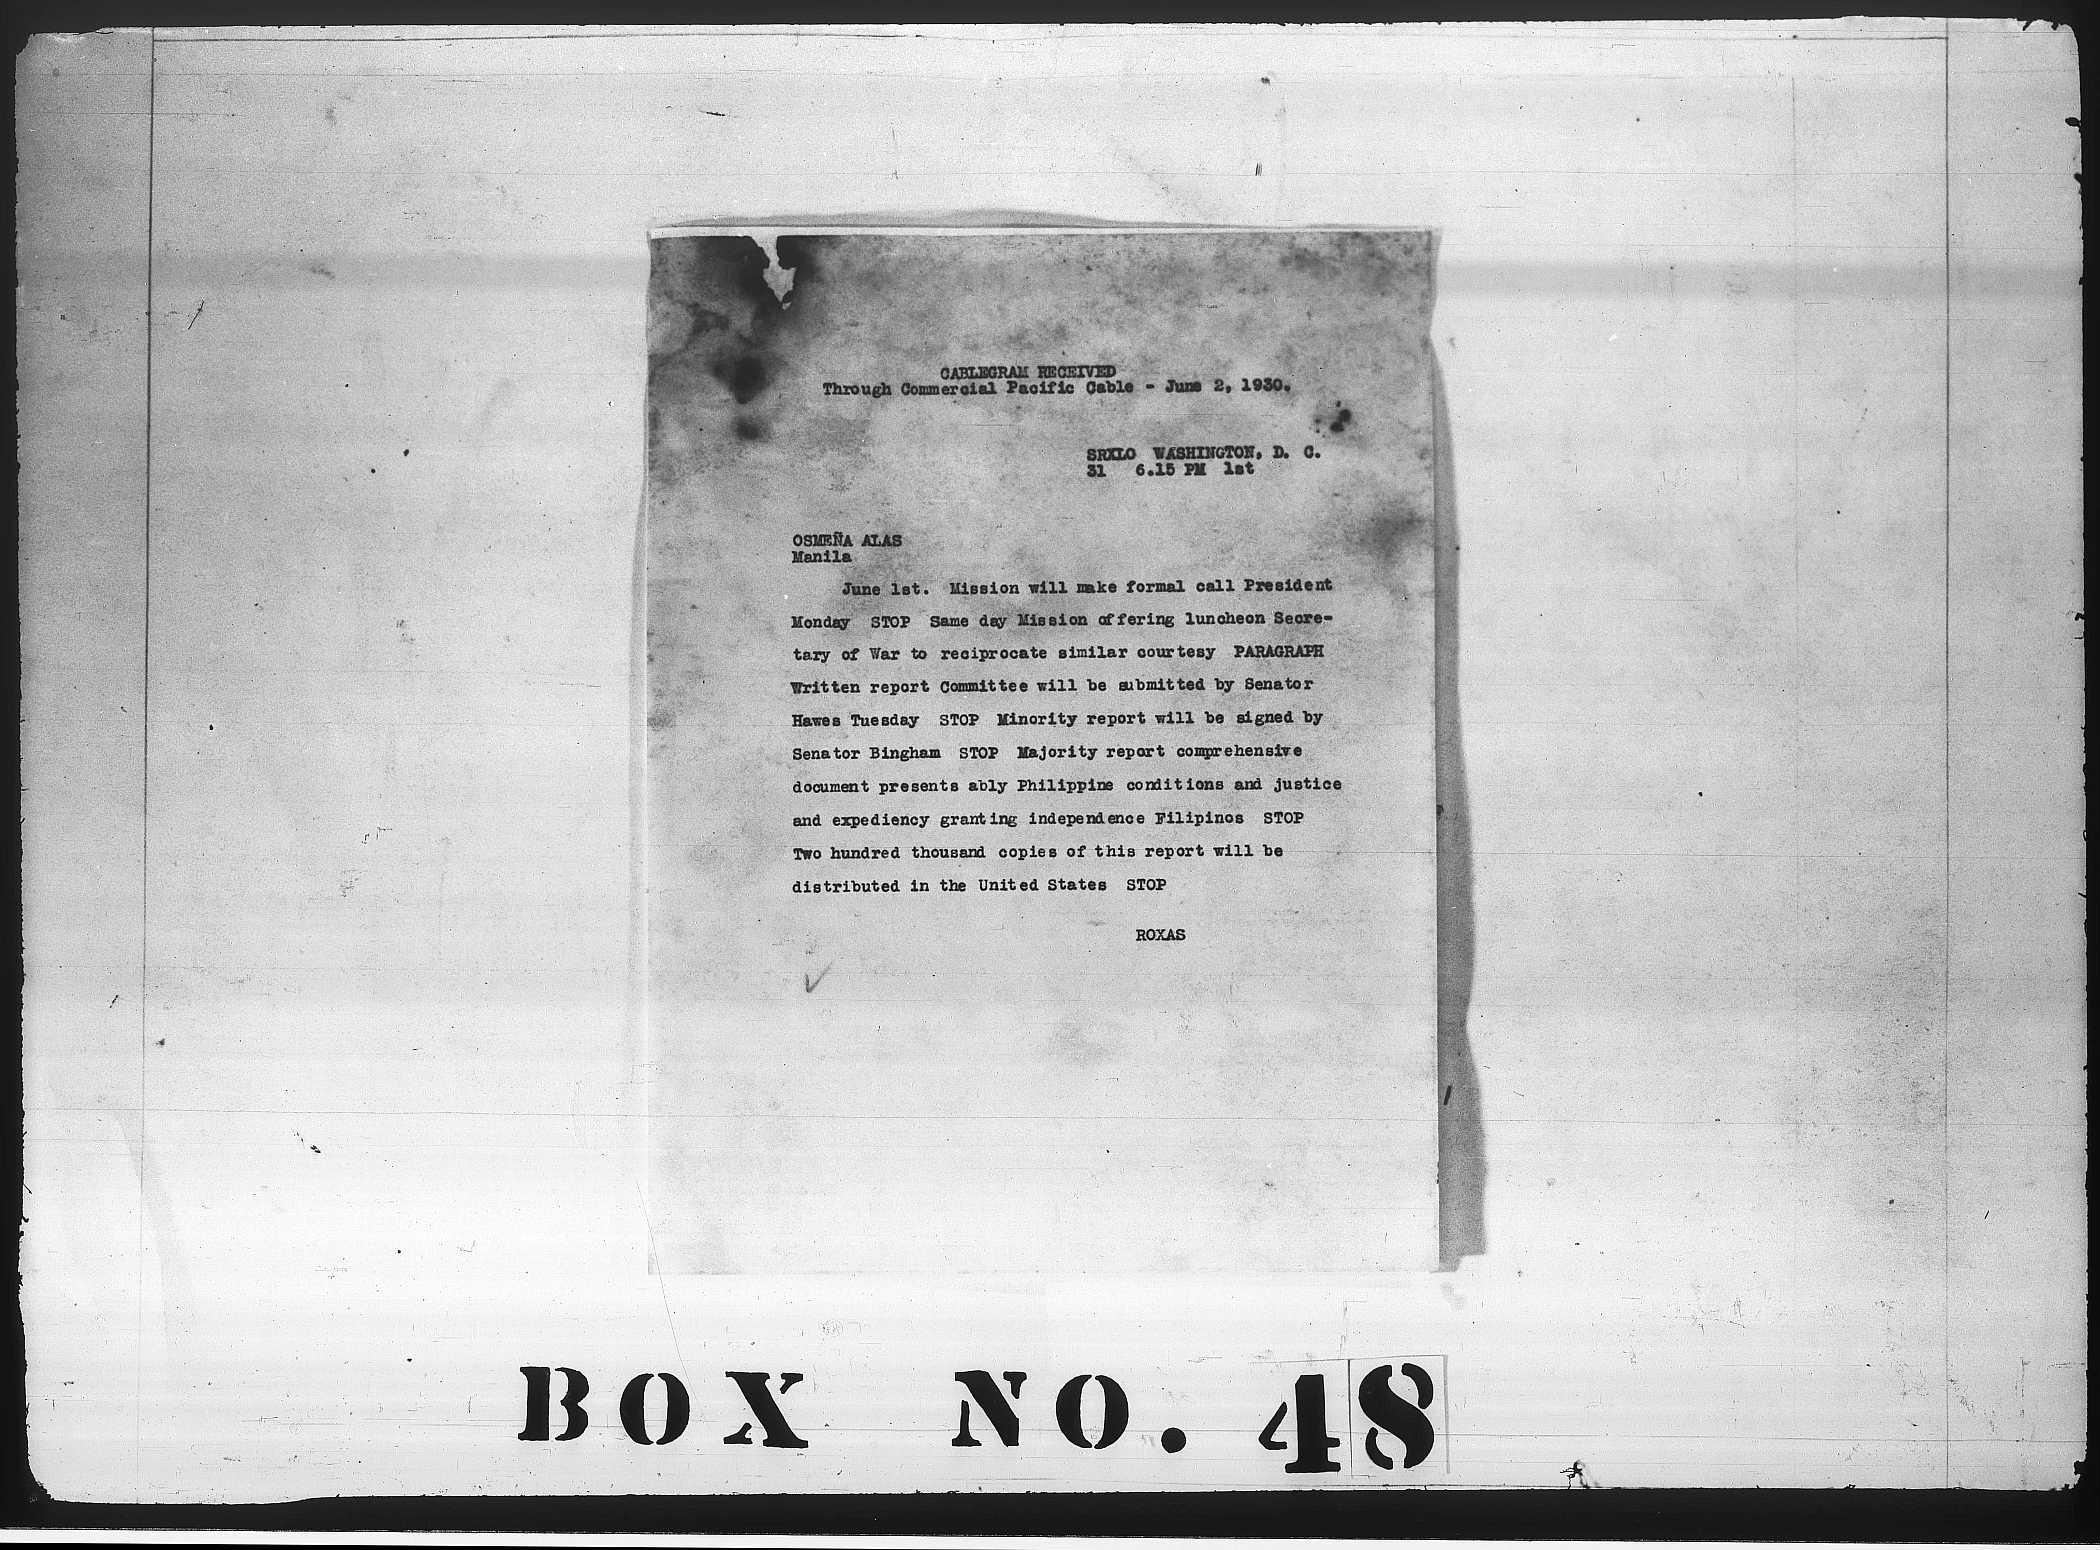 CABLEGRAM RECEIVED
Through Commercial Pacific Cable - June 2, 1930.
SRXLO WASHINGTON, D. C.
31 6.15 PM 1st
OSMEÑA ALAS
Manila
June 1st. Mission will make formal call President
Monday STOP Same day Mission offering luncheon Secre-
tary of War to reciprocate similar courtesy PARAGRAPH
Written report Committee will be submitted by Senator
Hawes Tuesday STOP Minority report will be signed by
Senator Bingham STOP Majority report comprehensive
document presents ably Philippine conditions and justice
and expediency granting independence Filipinos STOP
Two hundred thousand copies of this report will be
distributed in the United States STOP
ROXAS
BOX NO. 48